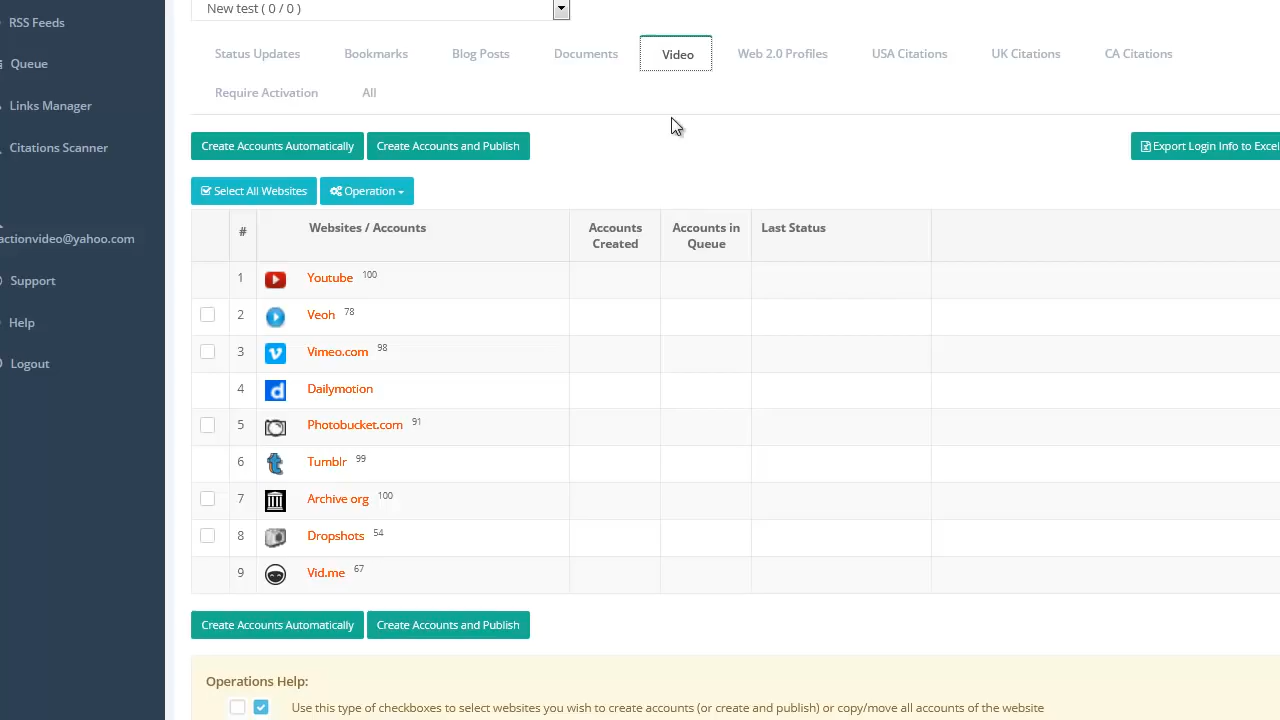 New test ( 0 / 0 )
RSS Feeds
Queue
Links Manager
Citations Scanner
actionvideo@yahoo.com
Support
Help
Logout
Status Updates Bookmarks Blog Posts Documents Video Web 2.0 Profiles USA Citations UK Citations CA Citations
Require Activation All
Create Accounts Automatically Create Accounts and Publish Export Login Info to Excel
Select All Websites Operation
# Websites / Accounts Accounts Created Accounts in Queue Last Status
1 Youtube 100
2 Veoh 78
3 Vimeo.com 98
4 Dailymotion
5 Photobucket.com 91
6 Tumblr 99
7 Archive org 100
8 Dropshots 54
9 Vid.me 67
Create Accounts Automatically Create Accounts and Publish
Operations Help:
Use this type of checkboxes to select websites you wish to create accounts (or create and publish) or copy/move all accounts of the website